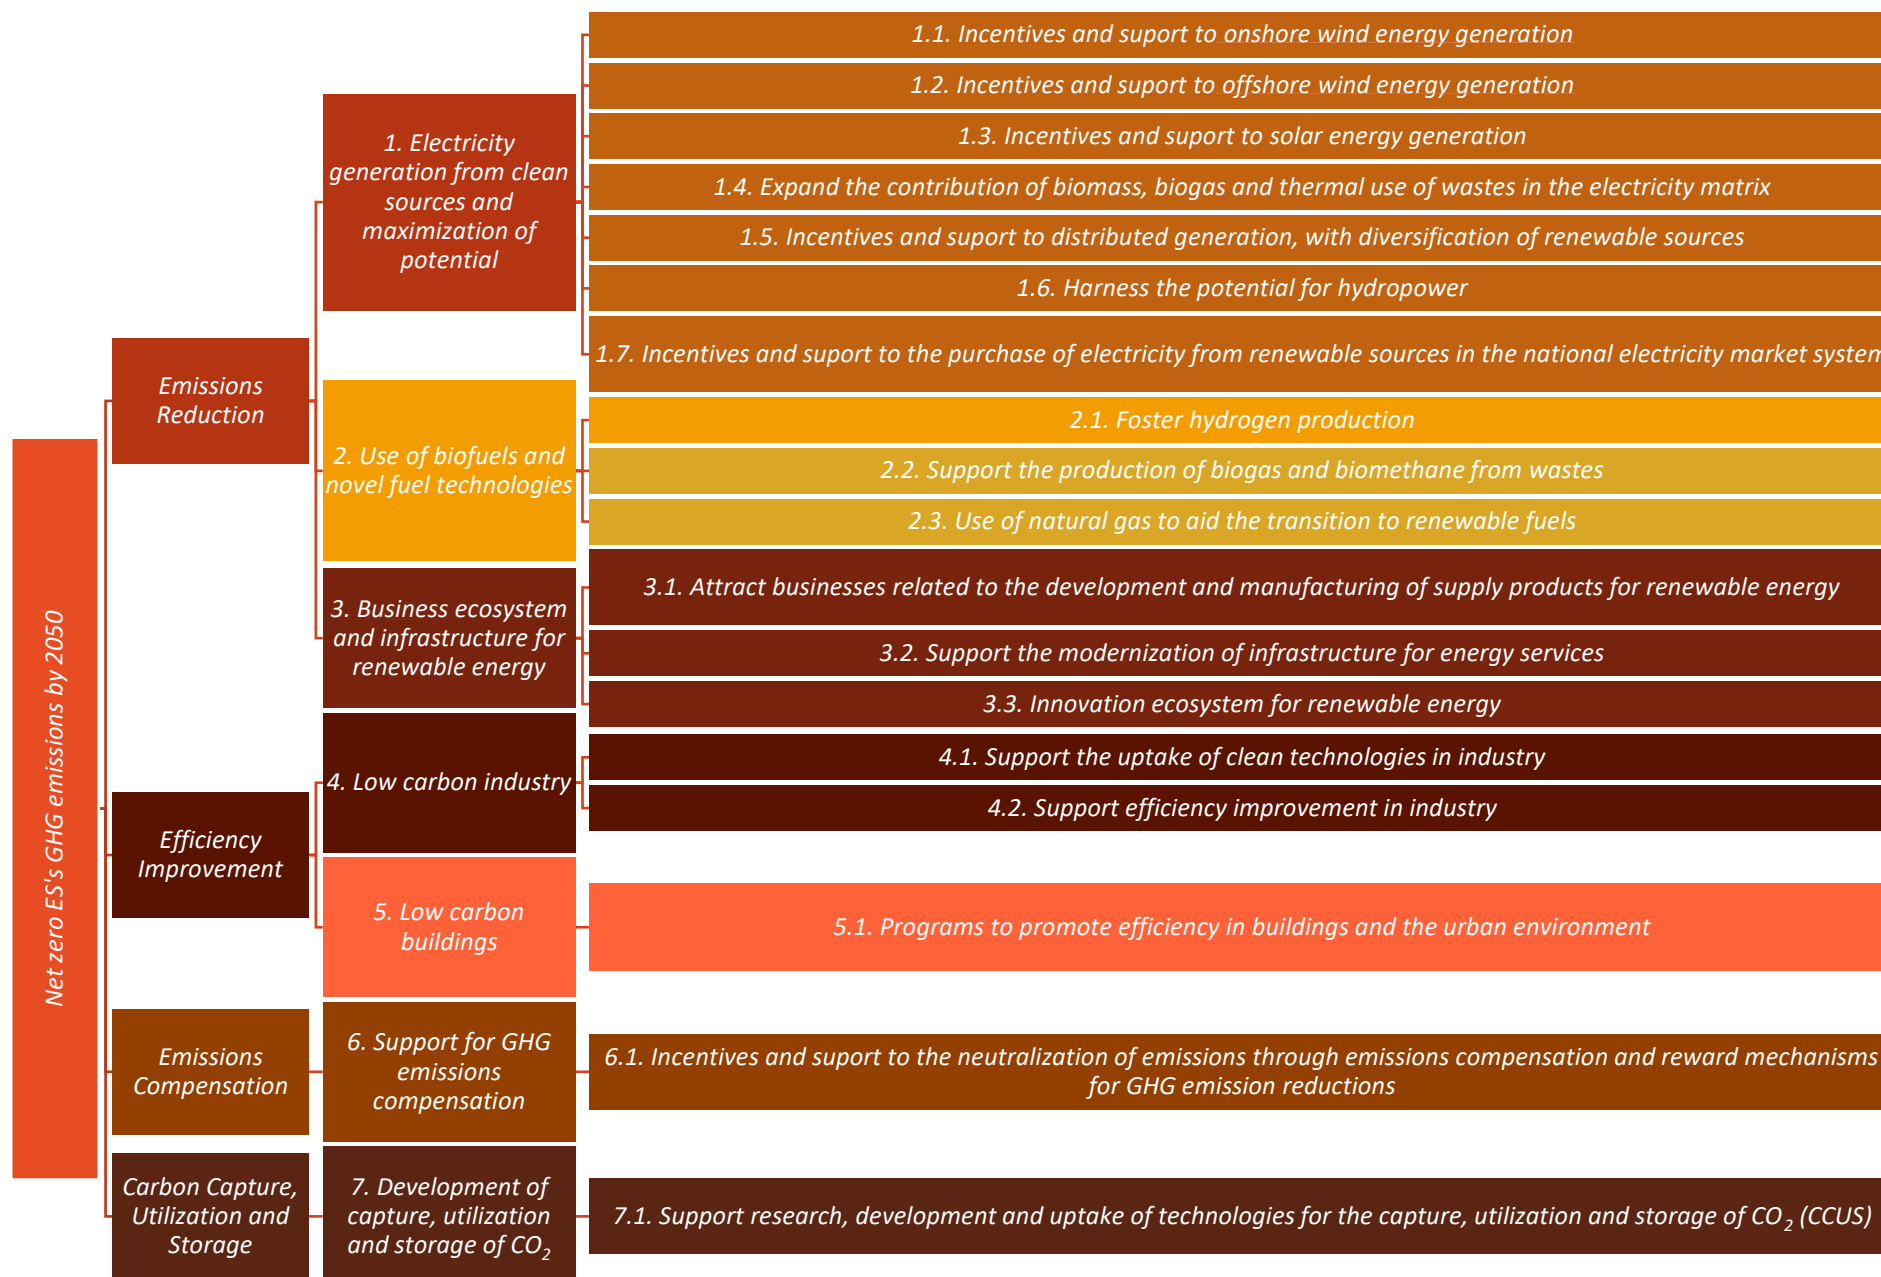 Net zero ES's GHG emissions by 2050
Emissions
Reduction
1. Electricity
generation from clean
sources and
maximization of
potential
1.1. Incentives and suport to onshore wind energy generation
1.2. Incentives and suport to offshore wind energy generation
1.3. Incentives and suport to solar energy generation
1.4. Expand the contribution of biomass, biogas and thermal use of wastes in the electricity matrix
1.5. Incentives and suport to distributed generation, with diversification of renewable sources
1.6. Harness the potential for hydropower
1.7. Incentives and suport to the purchase of electricity from renewable sources in the national electricity market system
2. Use of biofuels and
novel fuel technologies
2.1. Foster hydrogen production
2.2. Support the production of biogas and biomethane from wastes
2.3. Use of natural gas to aid the transition to renewable fuels
3. Business ecosystem
and infrastructure for
renewable energy
3.1. Attract businesses related to the development and manufacturing of supply products for renewable energy
3.2. Support the modernization of infrastructure for energy services
3.3. Innovation ecosystem for renewable energy
Efficiency
Improvement
4. Low carbon industry
4.1. Support the uptake of clean technologies in industry
4.2. Support efficiency improvement in industry
5. Low carbon
buildings
5.1. Programs to promote efficiency in buildings and the urban environment
Emissions
Compensation
6. Support for GHG
emissions
compensation
6.1. Incentives and suport to the neutralization of emissions through emissions compensation and reward mechanisms
for GHG emission reductions
Carbon Capture,
Utilization and
Storage
7. Development of
capture, utilization
and storage of CO₂
7.1. Support research, development and uptake of technologies for the capture, utilization and storage of CO₂ (CCUS)